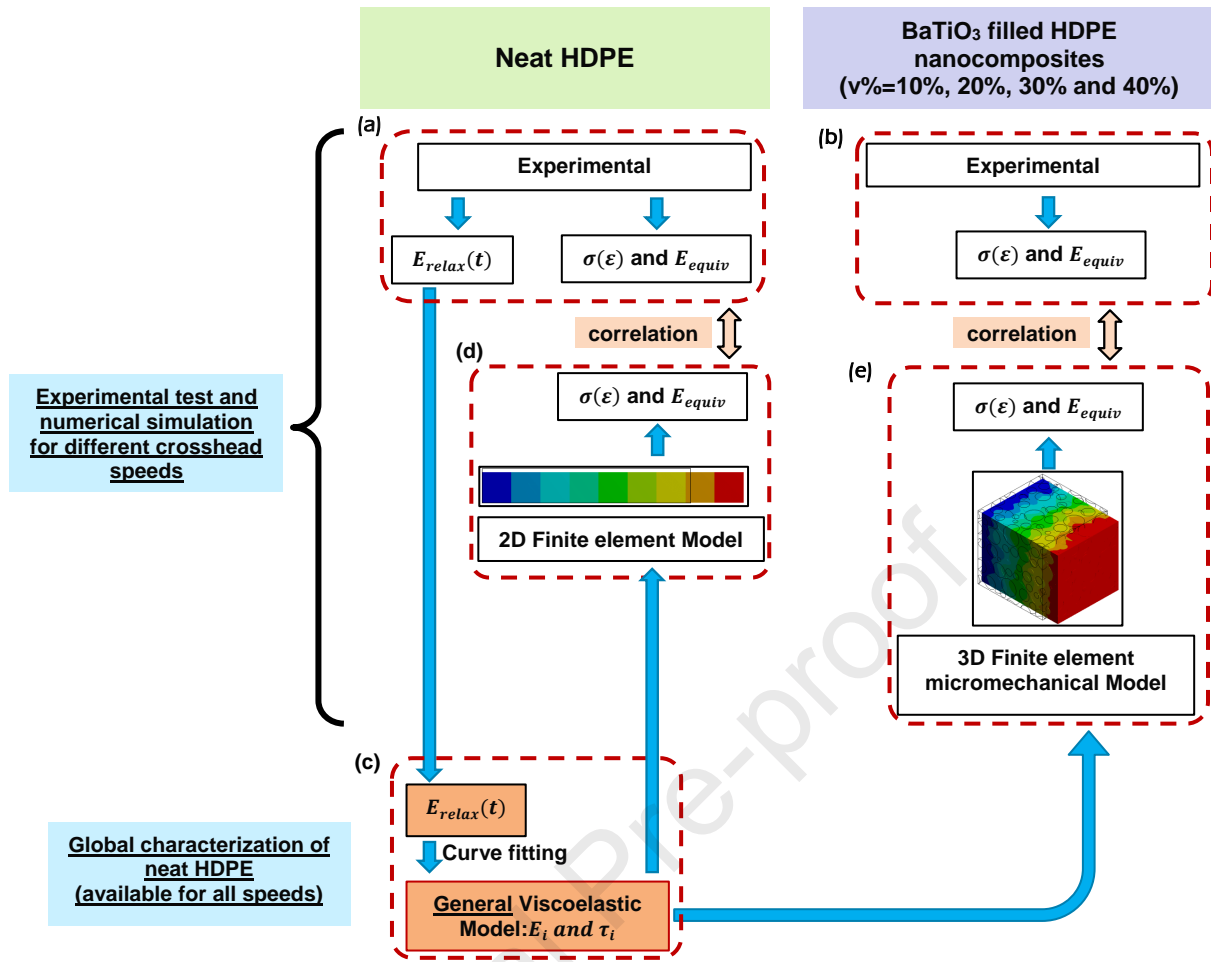 Neat HDPE
BaTiO₃ filled HDPE
nanocomposites
(v%=10%, 20%, 30% and 40%)
(a)
Experimental
E_relax(t)
σ(ε) and E_equiv
(b)
Experimental
σ(ε) and E_equiv
correlation
correlation
(d)
σ(ε) and E_equiv
2D Finite element Model
(e)
σ(ε) and E_equiv
3D Finite element
micromechanical Model
Experimental test and
numerical simulation
for different crosshead
speeds
(c)
E_relax(t)
Curve fitting
General Viscoelastic
Model:E_i and τ_i
Global characterization of
neat HDPE
(available for all speeds)
Pre-proof